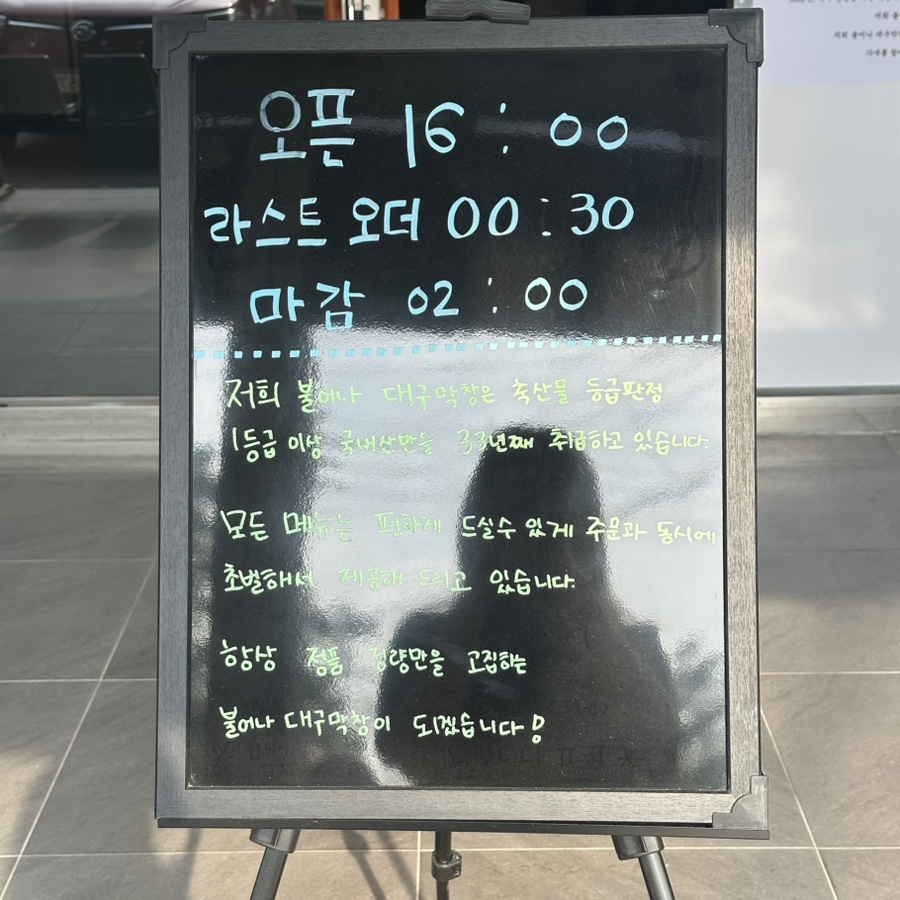 오픈 16 : 00
라스트 오더 00 : 30
마감 02 : 00
저희 불어나 대구막창은 축산물 등급판정
1등급 이상 국내산만을 33년째 취급하고 있습니다.
모든 메뉴는 편하게 드실수 있게 주문과 동시에
초벌해서 제공해 드리고 있습니다.
항상 정품 정량만을 고집하는
불어나 대구막창이 되겠습니다!